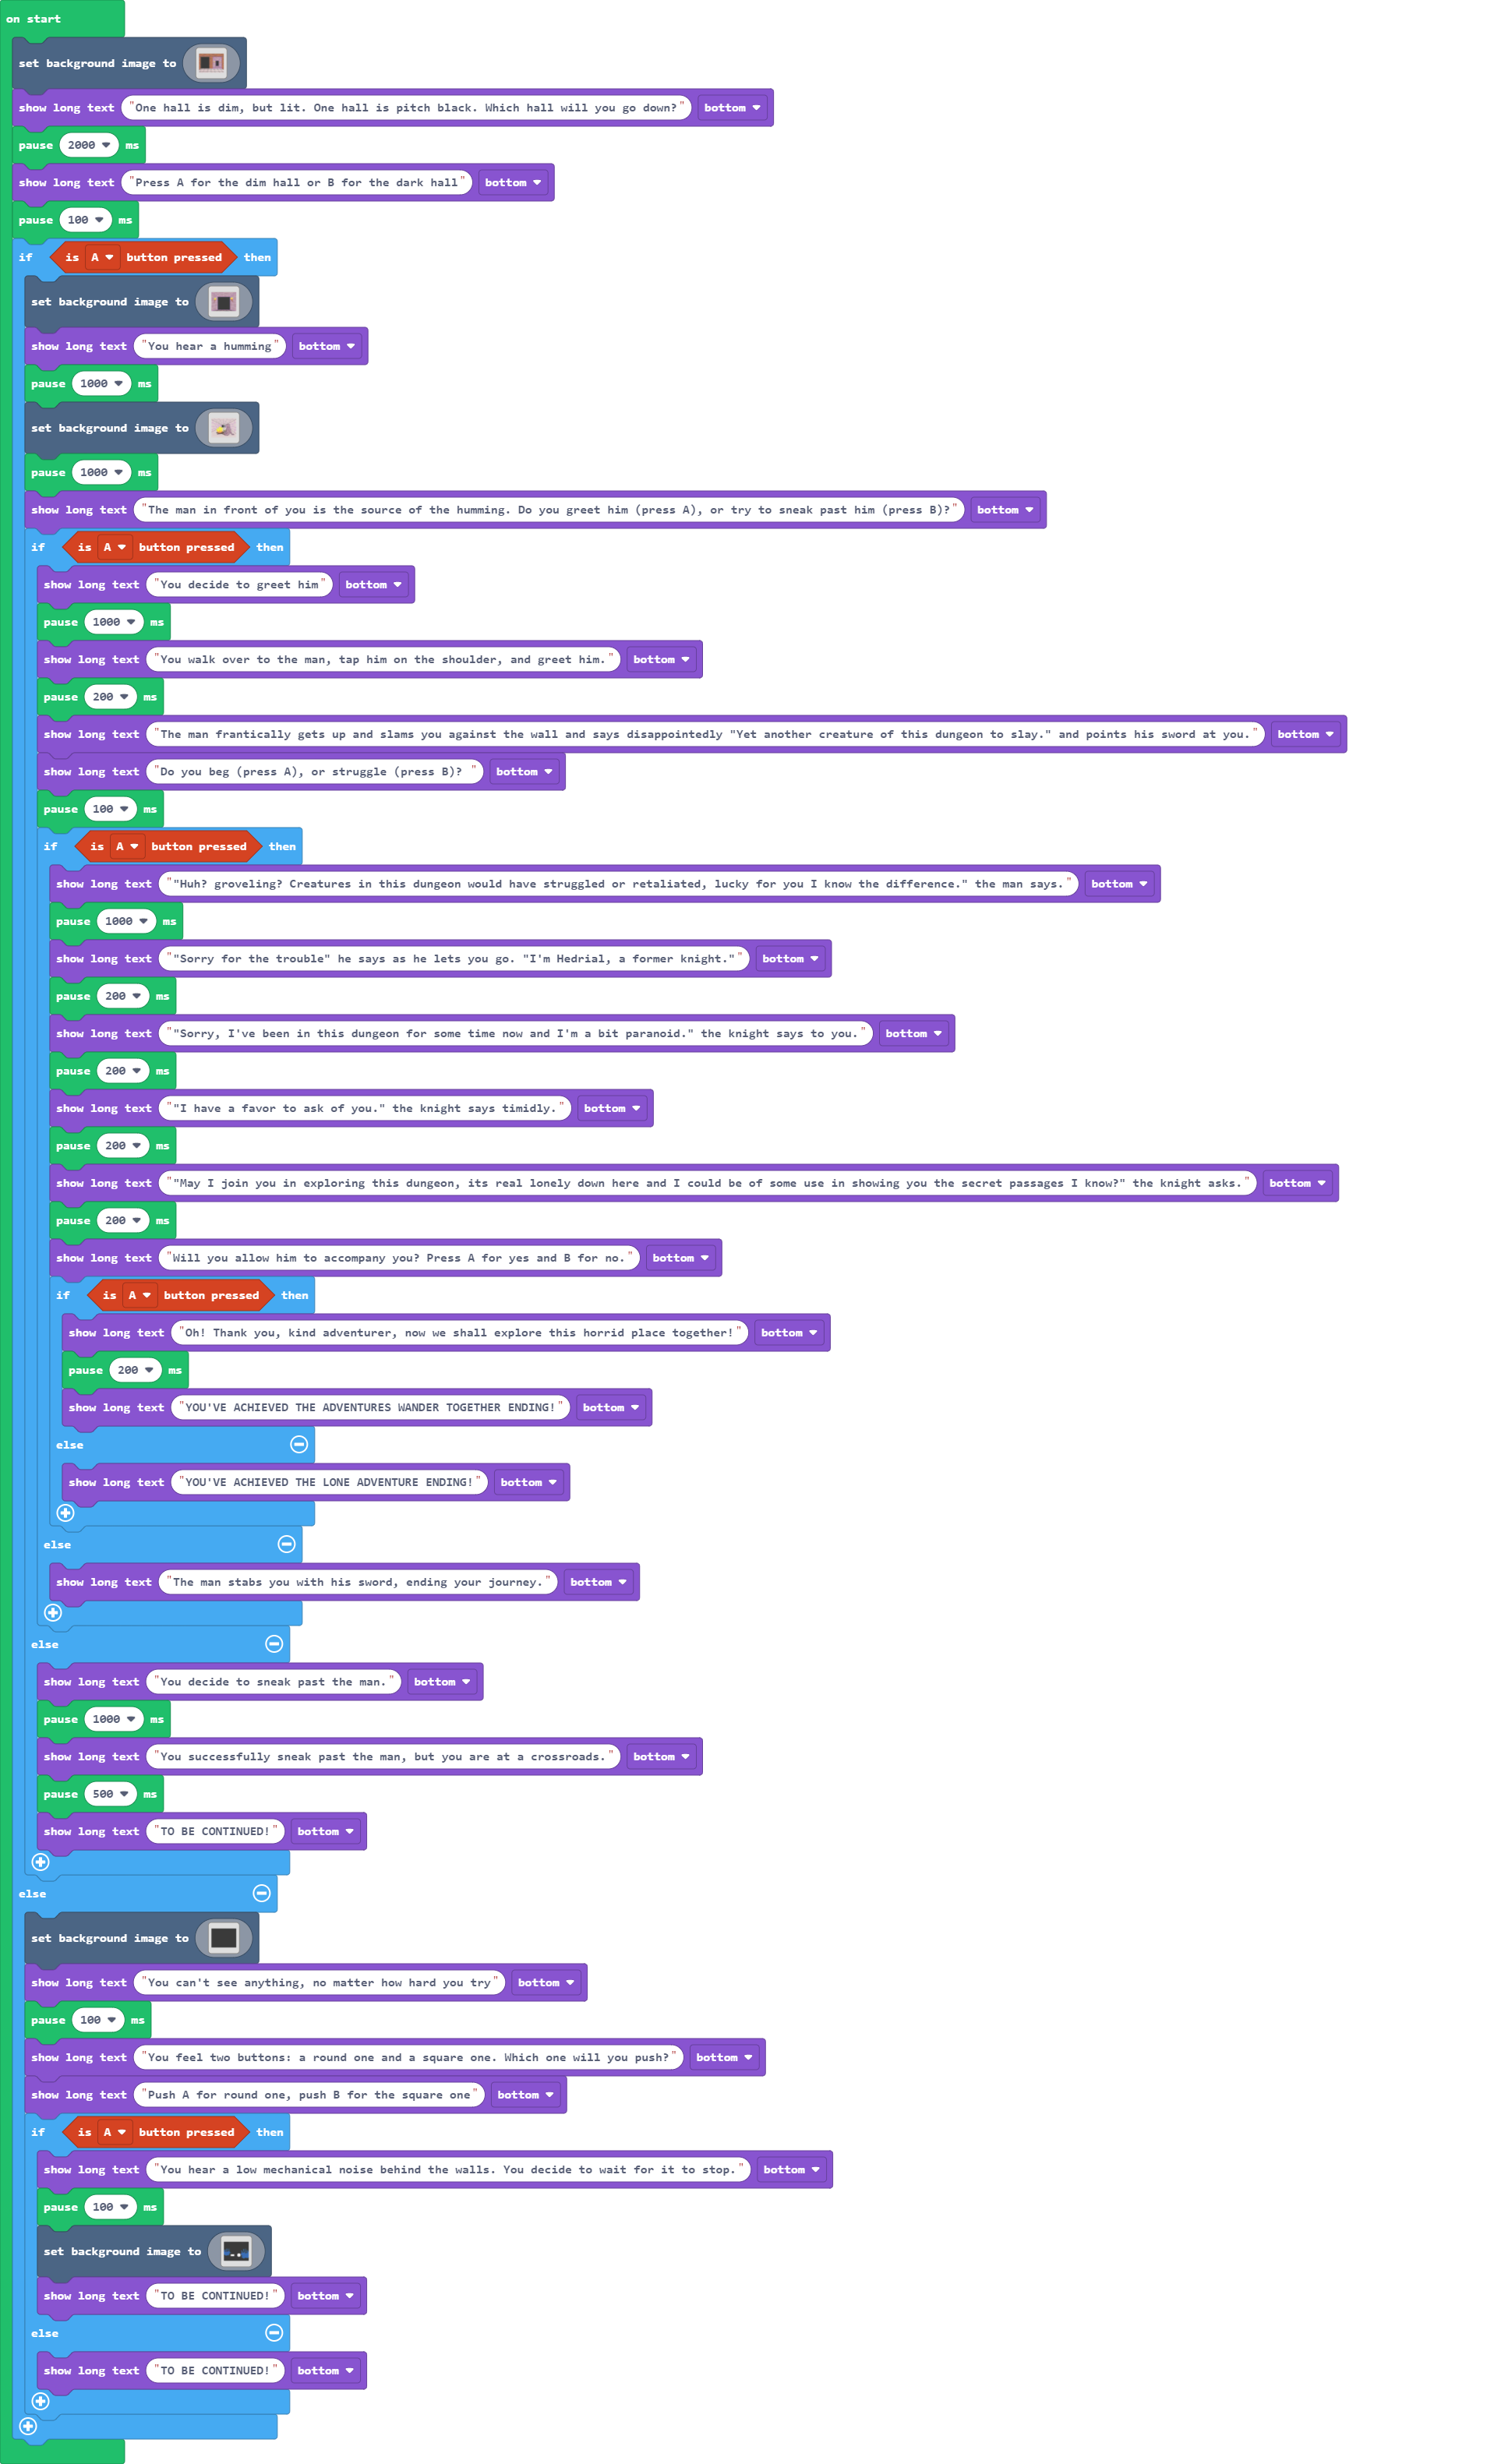 on start
set background image to
show long text "One hall is dim, but lit. One hall is pitch black. Which hall will you go down?" bottom
pause 2000 ms
show long text "Press A for the dim hall or B for the dark hall" bottom
pause 100 ms
if is A button pressed then
set background image to
show long text "You hear a humming" bottom
pause 1000 ms
set background image to
pause 1000 ms
show long text "The man in front of you is the source of the humming. Do you greet him (press A), or try to sneak past him (press B)?" bottom
if is A button pressed then
show long text "You decide to greet him" bottom
pause 1000 ms
show long text "You walk over to the man, tap him on the shoulder, and greet him." bottom
pause 200 ms
show long text "The man frantically gets up and slams you against the wall and says disappointedly "Yet another creature of this dungeon to slay." and points his sword at you." bottom
show long text "Do you beg (press A), or struggle (press B)? " bottom
pause 100 ms
if is A button pressed then
show long text ""Huh? groveling? Creatures in this dungeon would have struggled or retaliated, lucky for you I know the difference." the man says." bottom
pause 1000 ms
show long text ""Sorry for the trouble" he says as he lets you go. "I'm Hedrial, a former knight."" bottom
pause 200 ms
show long text ""Sorry, I've been in this dungeon for some time now and I'm a bit paranoid." the knight says to you." bottom
pause 200 ms
show long text ""I have a favor to ask of you." the knight says timidly." bottom
pause 200 ms
show long text ""May I join you in exploring this dungeon, its real lonely down here and I could be of some use in showing you the secret passages I know?" the knight asks." bottom
pause 200 ms
show long text "Will you allow him to accompany you? Press A for yes and B for no." bottom
if is A button pressed then
show long text "Oh! Thank you, kind adventurer, now we shall explore this horrid place together!" bottom
pause 200 ms
show long text "YOU'VE ACHIEVED THE ADVENTURES WANDER TOGETHER ENDING!" bottom
else
show long text "YOU'VE ACHIEVED THE LONE ADVENTURE ENDING!" bottom
else
show long text "The man stabs you with his sword, ending your journey." bottom
else
show long text "You decide to sneak past the man." bottom
pause 1000 ms
show long text "You successfully sneak past the man, but you are at a crossroads." bottom
pause 500 ms
show long text "TO BE CONTINUED!" bottom
else
set background image to
show long text "You can't see anything, no matter how hard you try" bottom
pause 100 ms
show long text "You feel two buttons: a round one and a square one. Which one will you push?" bottom
show long text "Push A for round one, push B for the square one" bottom
if is A button pressed then
show long text "You hear a low mechanical noise behind the walls. You decide to wait for it to stop." bottom
pause 100 ms
set background image to
show long text "TO BE CONTINUED!" bottom
else
show long text "TO BE CONTINUED!" bottom